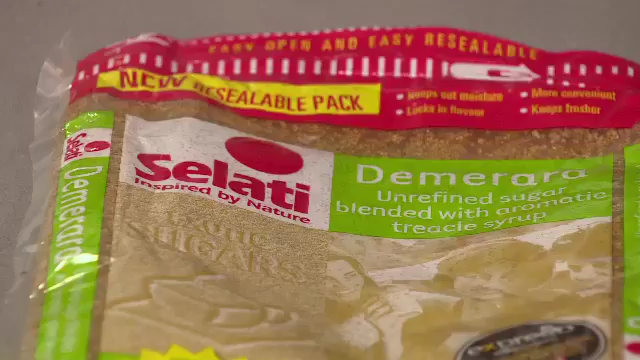 EASY OPEN AND EASY RESEALABLE
NEW RESEALABLE PACK
• Keeps out moisture
• Locks in flavour
• More convenient
• Keeps fresher
Selati
Inspired by Nature
Demerara
Unrefined sugar
blended with aromatic
treacle syrup
SUGARS
Selati
Demerara